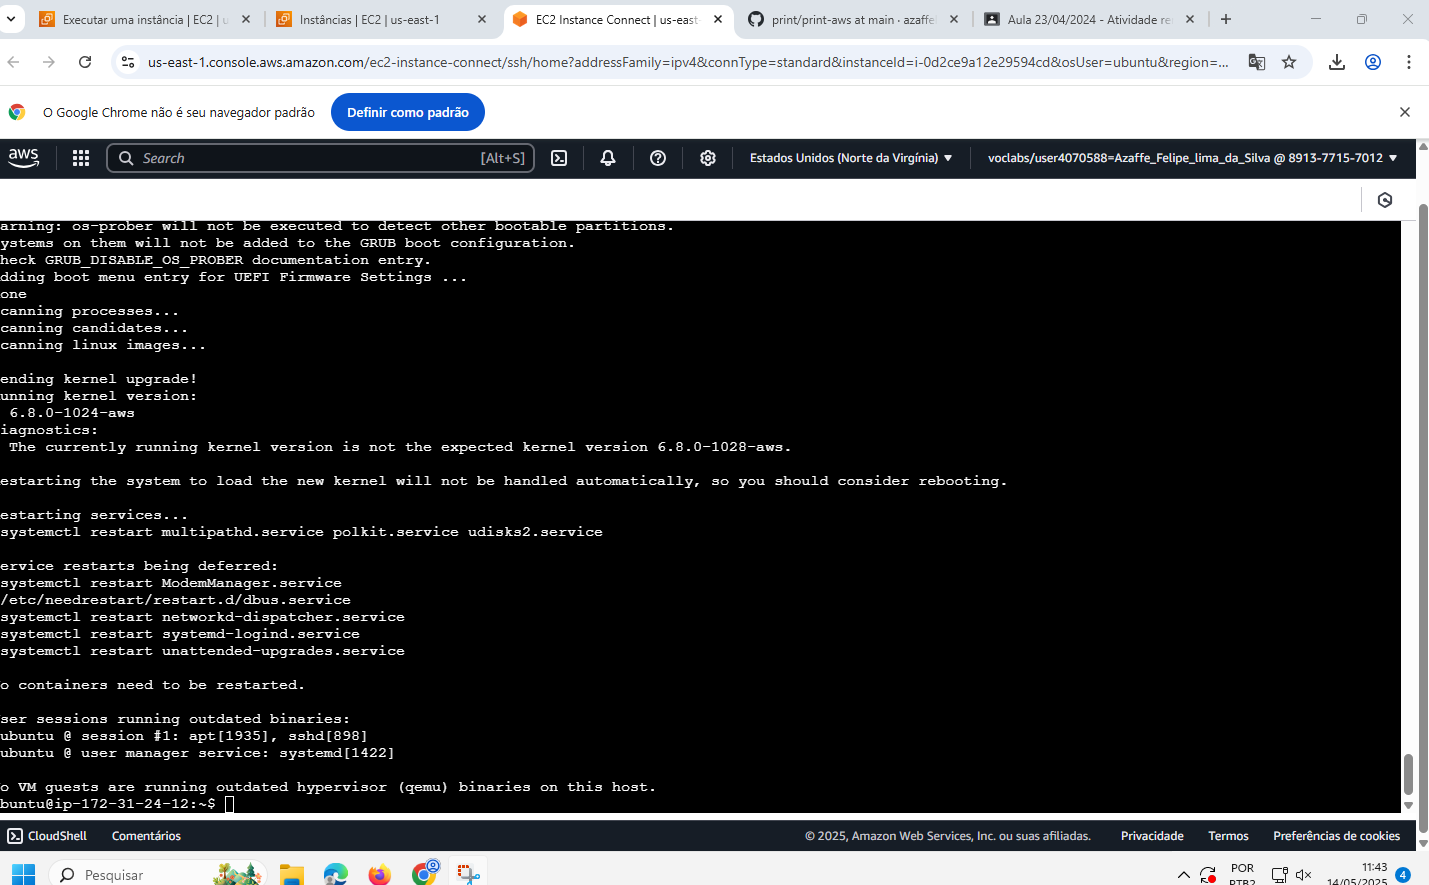 Executar uma instância | EC2 | u
Instâncias | EC2 | us-east-1
EC2 Instance Connect | us-east-
print/print-aws at main · azaffe
Aula 23/04/2024 - Atividade re
us-east-1.console.aws.amazon.com/ec2-instance-connect/ssh/home?addressFamily=ipv4&connType=standard&instanceId=i-0d2ce9a12e29594cd&osUser=ubuntu&region=...
O Google Chrome não é seu navegador padrão
Definir como padrão
aws
Search
[Alt+S]
Estados Unidos (Norte da Virgínia)
voclabs/user4070588=Azaffe_Felipe_lima_da_Silva @ 8913-7715-7012
arning: os-prober will not be executed to detect other bootable partitions.
ystems on them will not be added to the GRUB boot configuration.
heck GRUB_DISABLE_OS_PROBER documentation entry.
dding boot menu entry for UEFI Firmware Settings ...
one
canning processes...
canning candidates...
canning linux images...
ending kernel upgrade!
unning kernel version:
6.8.0-1024-aws
iagnostics:
The currently running kernel version is not the expected kernel version 6.8.0-1028-aws.
estarting the system to load the new kernel will not be handled automatically, so you should consider rebooting.
estarting services...
systemctl restart multipathd.service polkit.service udisks2.service
ervice restarts being deferred:
systemctl restart ModemManager.service
/etc/needrestart/restart.d/dbus.service
systemctl restart networkd-dispatcher.service
systemctl restart systemd-logind.service
systemctl restart unattended-upgrades.service
o containers need to be restarted.
ser sessions running outdated binaries:
ubuntu @ session #1: apt[1935], sshd[898]
ubuntu @ user manager service: systemd[1422]
o VM guests are running outdated hypervisor (qemu) binaries on this host.
buntu@ip-172-31-24-12:~$
CloudShell
Comentários
© 2025, Amazon Web Services, Inc. ou suas afiliadas.
Privacidade
Termos
Preferências de cookies
Pesquisar
POR
PTB2
11:43
14/05/2025
4